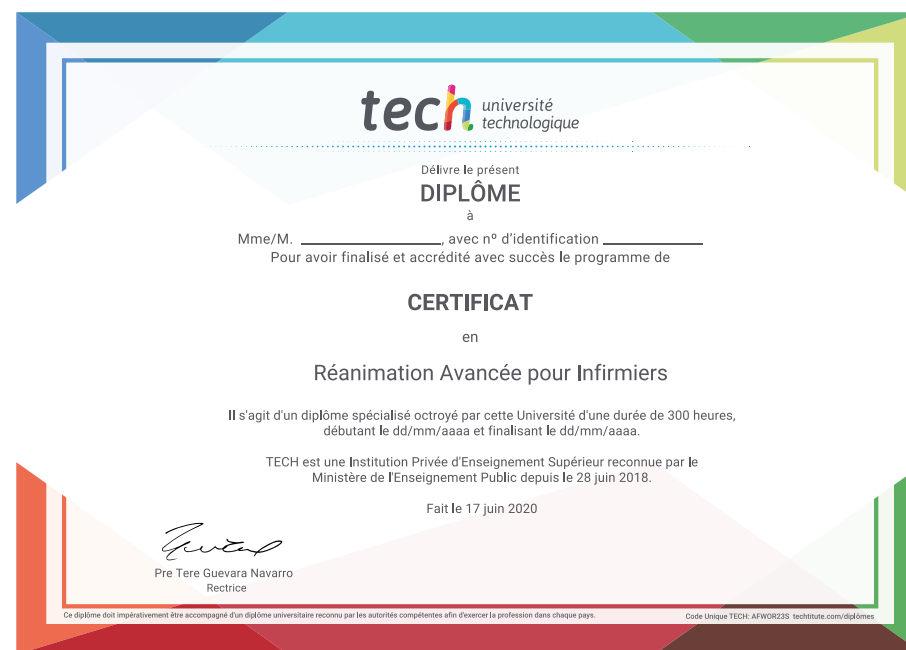 tech université
technologique
Délivre le présent
DIPLÔME
à
Mme/M. ____________________, avec nº d'identification ______________
Pour avoir finalisé et accrédité avec succès le programme de
CERTIFICAT
en
Réanimation Avancée pour Infirmiers
Il s'agit d'un diplôme spécialisé octroyé par cette Université d'une durée de 300 heures,
débutant le dd/mm/aaaa et finalisant le dd/mm/aaaa.
TECH est une Institution Privée d'Enseignement Supérieur reconnue par le
Ministère de l'Enseignement Public depuis le 28 juin 2018.
Fait le 17 juin 2020
Pre Tere Guevara Navarro
Rectrice
Ce diplôme doit impérativement être accompagné d'un diplôme universitaire reconnu par les autorités compétentes afin d'exercer la profession dans chaque pays.
Code Unique TECH: AFWOR23S techtitute.com/diplômes